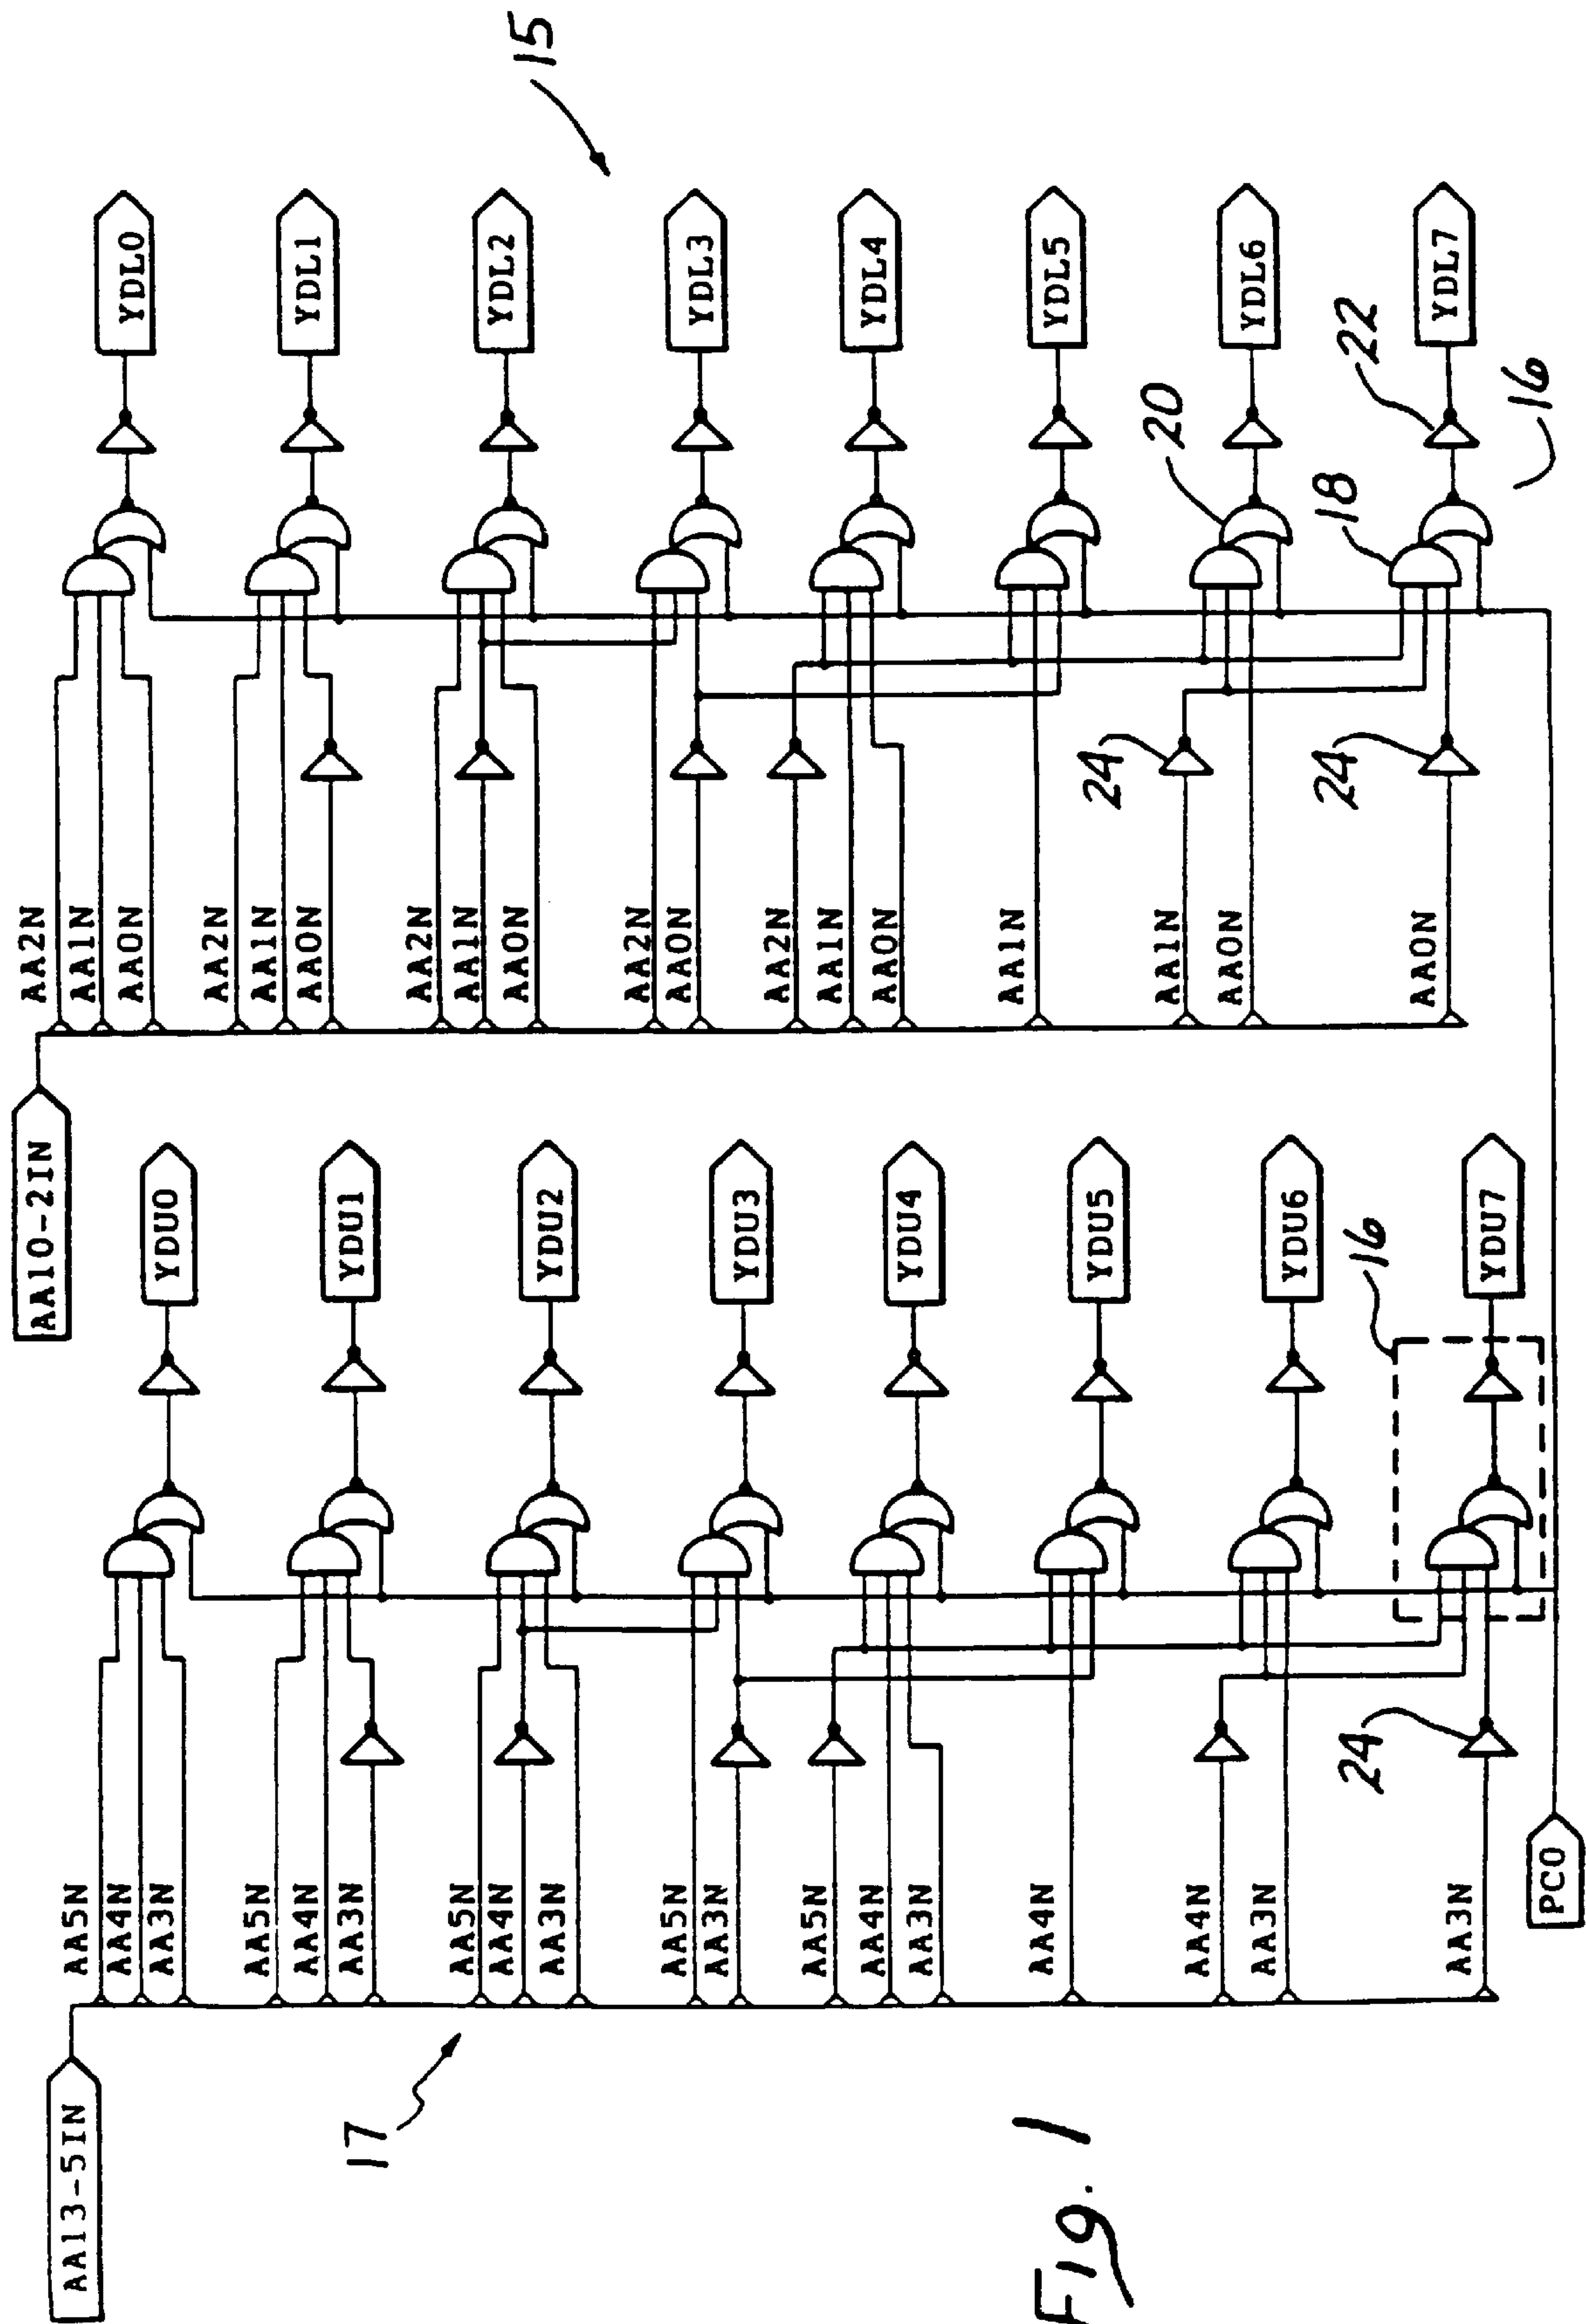 AA13-5IN
AA5N
AA4N
AA3N
YDU0
AA5N
AA4N
AA3N
YDU1
AA5N
AA4N
AA3N
YDU2
AA5N
AA3N
YDU3
AA5N
AA4N
AA3N
YDU4
AA4N
YDU5
AA4N
AA3N
YDU6
AA3N
24
16
YDU7
PC0
17
AA10-2IN
AA2N
AA1N
AA0N
YDL0
AA2N
AA1N
AA0N
YDL1
AA2N
AA1N
AA0N
YDL2
AA2N
AA0N
YDL3
AA2N
AA1N
AA0N
YDL4
AA1N
YDL5
AA1N
AA0N
24
20
YDL6
AA0N
24
18
22
YDL7
16
15
Fig. 1